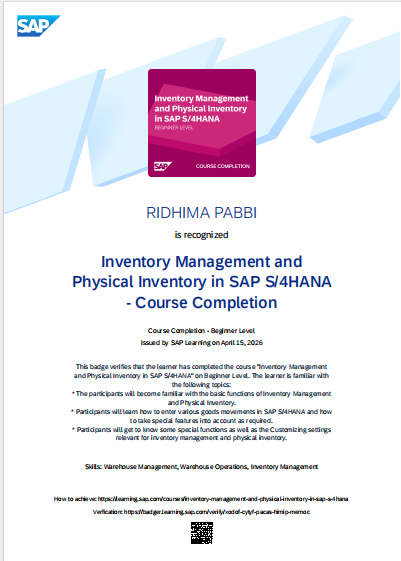 SAP
Inventory Management
and Physical Inventory
in SAP S/4HANA
BEGINNER LEVEL
SAP
COURSE COMPLETION
RIDHIMA PABBI
is recognized
Inventory Management and
Physical Inventory in SAP S/4HANA
- Course Completion
Course Completion - Beginner Level
Issued by SAP Learning on April 15, 2026
This badge verifies that the learner has completed the course "Inventory Management
and Physical Inventory in SAP S/4HANA" on Beginner Level. The learner is familiar with
the following topics:
* The participants will become familiar with the basic functions of Inventory Management
and Physical Inventory.
* Participants will learn how to enter various goods movements in SAP S/4HANA and how
to take special features into account as required.
* Participants will get to know some special functions as well as the Customizing settings
relevant for inventory management and physical inventory.
Skills: Warehouse Management, Warehouse Operations, Inventory Management
How to achieve: https://learning.sap.com/courses/inventory-management-and-physical-inventory-in-sap-s-4hana
Verfication: https://badger.learning.sap.com/verify/xodof-cytyf-pacas-himip-memoc